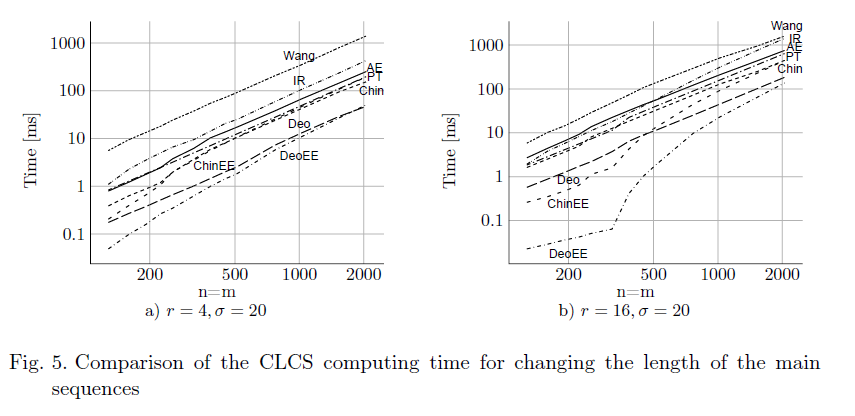 1000
100
10
1
0.1
Time [ms]
Wang
IR
AE
PT
Chin
Deo
DeoEE
ChinEE
200 500 1000 2000
n=m
a) r = 4, σ = 20
1000
100
10
1
0.1
Time [ms]
Wang
IR
AE
PT
Chin
Deo
ChinEE
DeoEE
200 500 1000 2000
n=m
b) r = 16, σ = 20
Fig. 5. Comparison of the CLCS computing time for changing the length of the main
sequences